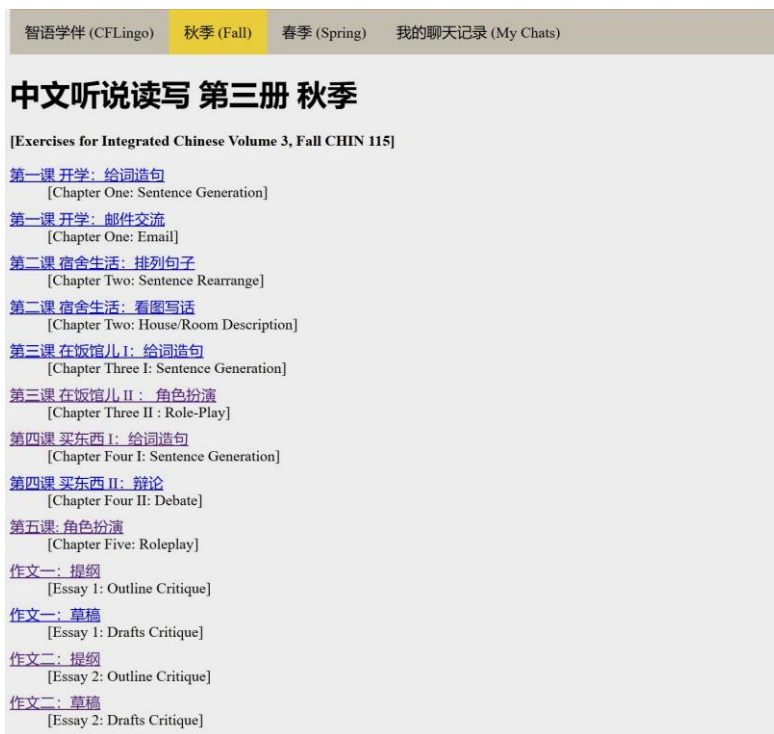 智语学伴 (CFLingo) 秋季 (Fall) 春季 (Spring) 我的聊天记录 (My Chats)
中文听说读写 第三册 秋季
[Exercises for Integrated Chinese Volume 3, Fall CHIN 115]
第一课 开学：给词造句
[Chapter One: Sentence Generation]
第一课 开学：邮件交流
[Chapter One: Email]
第二课 宿舍生活：排列句子
[Chapter Two: Sentence Rearrange]
第二课 宿舍生活：看图写话
[Chapter Two: House/Room Description]
第三课 在饭馆儿 I：给词造句
[Chapter Three I: Sentence Generation]
第三课 在饭馆儿 II ： 角色扮演
[Chapter Three II : Role-Play]
第四课 买东西 I：给词造句
[Chapter Four I: Sentence Generation]
第四课 买东西 II：辩论
[Chapter Four II: Debate]
第五课: 角色扮演
[Chapter Five: Roleplay]
作文一：提纲
[Essay 1: Outline Critique]
作文一：草稿
[Essay 1: Drafts Critique]
作文二：提纲
[Essay 2: Outline Critique]
作文二：草稿
[Essay 2: Drafts Critique]